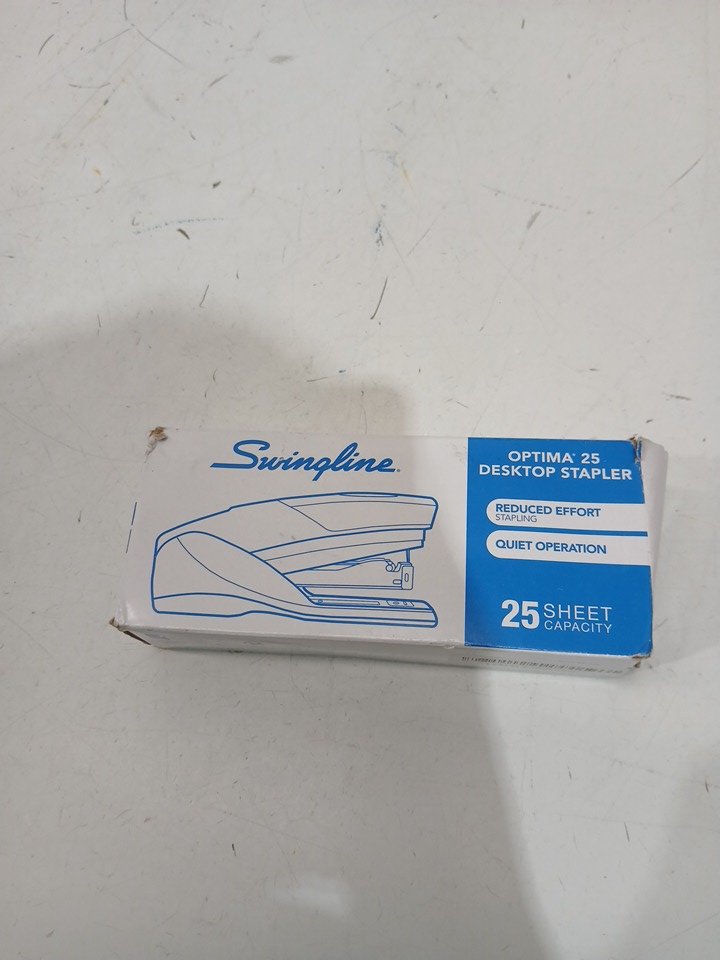 Swingline
OPTIMA® 25
DESKTOP STAPLER
REDUCED EFFORT
STAPLING
QUIET OPERATION
25 SHEET
CAPACITY